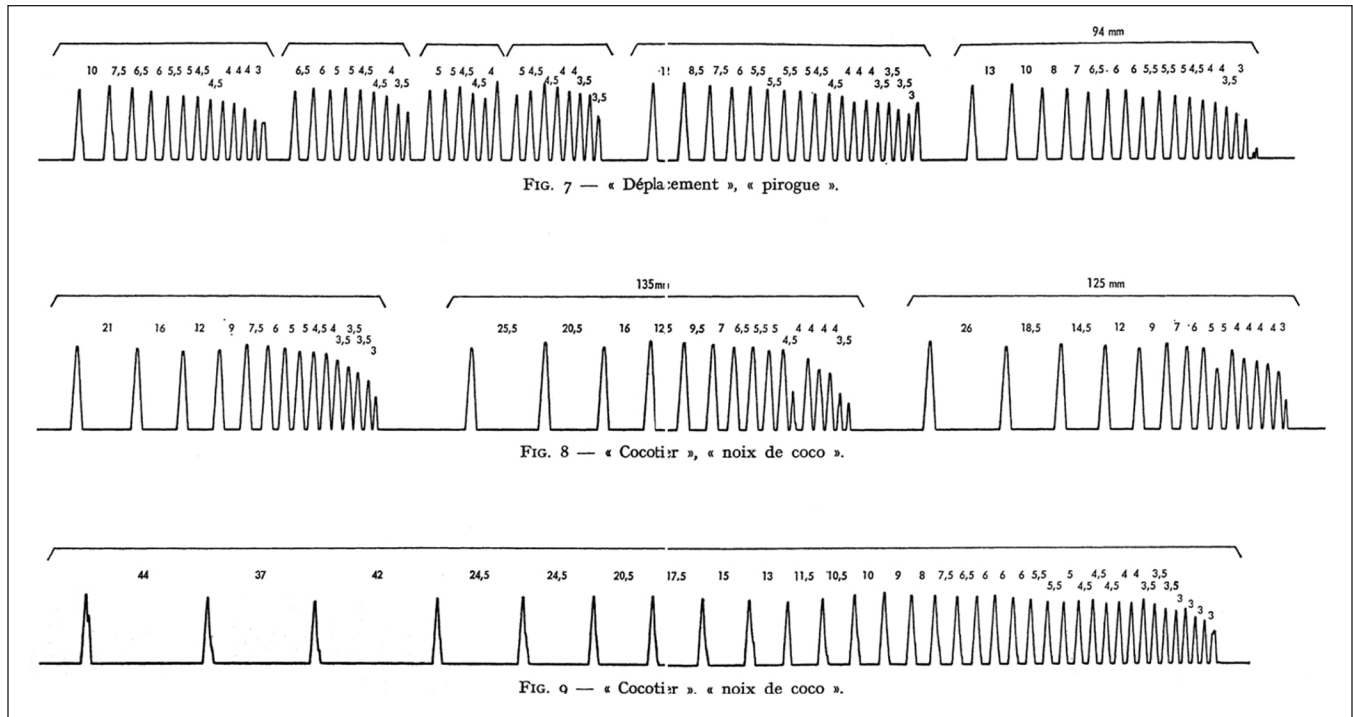 94 mm
10 7,5 6,5 6 5,5 5 4,5 4 4 4 3 6,5 6 5 5 4,5 4 5 5 4,5 4 5 4,5 4 4 8,5 7,5 6 5,5 5,5 5 4,5 4 4 4 3,5 13 10 8 7 6,5 6 6 5,5 5,5 5 4,5 4 4 3
4,5 4,5 3,5 4,5 4,5 3,5 5,5 4,5 3,5 3,5 3,5
3,5 3
FIG. 7 — « Déplacement », « pirogue ».
135mm 125 mm
21 16 12 9 7,5 6 5 5 4,5 4 3,5 25,5 20,5 16 12,5 9,5 7 6,5 5,5 5 4 4 4 4 26 18,5 14,5 12 9 7 6 5 5 4 4 4 4 3
3,5 3,5 4,5 3,5
3
FIG. 8 — « Cocotier », « noix de coco ».
44 37 42 24,5 24,5 20,5 17,5 15 13 11,5 10,5 10 9 8 7,5 6,5 6 6 6 5,5 5 4,5 4 4 3,5
5,5 4,5 4,5 3,5 3,5
3 3 3 3
FIG. 9 — « Cocotier ». « noix de coco ».